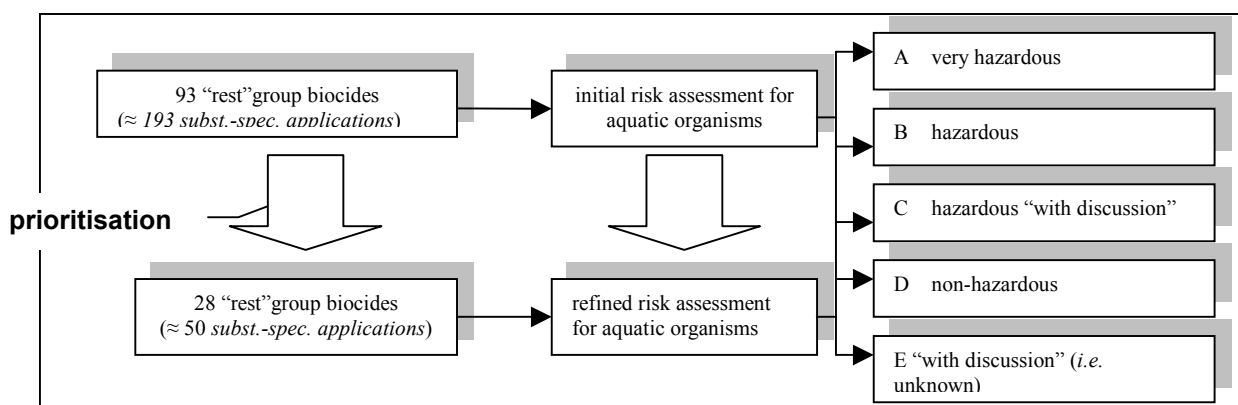 93 “rest”group biocides
(≈ 193 subst.-spec. applications)
initial risk assessment for
aquatic organisms
prioritisation
28 “rest”group biocides
(≈ 50 subst.-spec. applications)
refined risk assessment
for aquatic organisms
A very hazardous
B hazardous
C hazardous “with discussion”
D non-hazardous
E “with discussion” (i.e.
unknown)